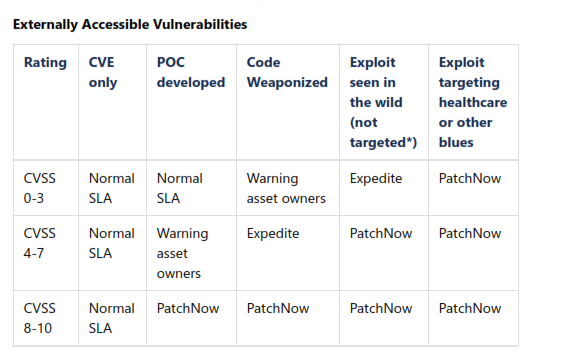 Externally Accessible Vulnerabilities
Rating CVE only POC developed Code Weaponized Exploit seen in the wild (not targeted*) Exploit targeting healthcare or other blues
CVSS 0-3 Normal SLA Normal SLA Warning asset owners Expedite PatchNow
CVSS 4-7 Normal SLA Warning asset owners Expedite PatchNow PatchNow
CVSS 8-10 Normal SLA PatchNow PatchNow PatchNow PatchNow